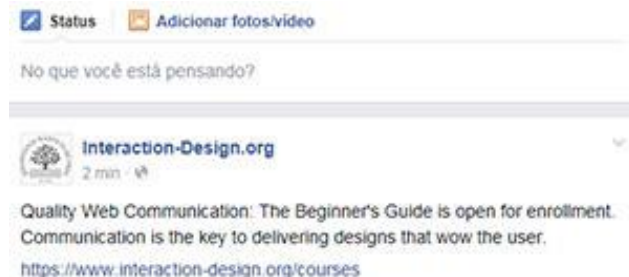 Status Adicionar fotos/vídeo
No que você está pensando?
Interaction-Design.org
2 min
Quality Web Communication: The Beginner's Guide is open for enrollment.
Communication is the key to delivering designs that wow the user.
https://www.interaction-design.org/courses